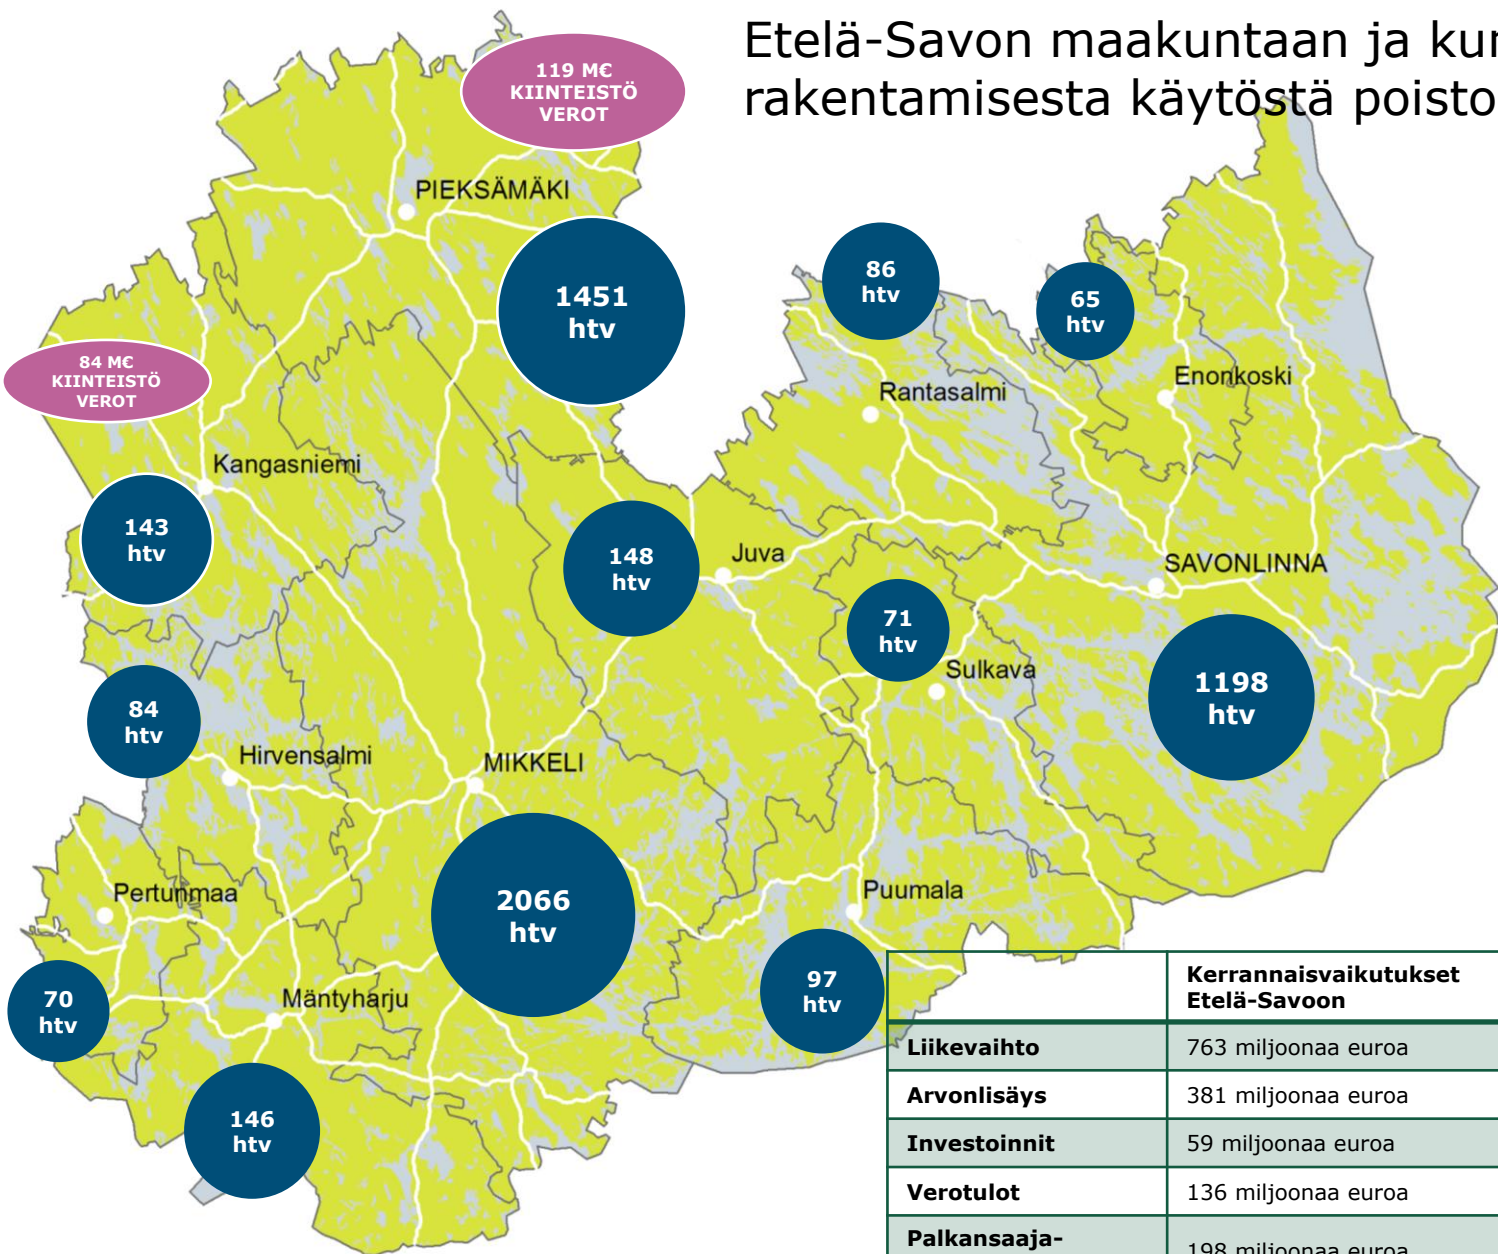 Etelä-Savon maakuntaan ja
rakentamisesta käytöstä
119 M€
KIINTEISTÖ
VEROT
PIEKSÄMÄKI
1451
htv
86
htv
65
htv
84 M€
KIINTEISTÖ
VEROT
Rantasalmi
Enonkoski
Kangasniemi
143
htv
148
htv
Juva
SAVONLINNA
71
htv
Sulkava
1198
htv
84
htv
Hirvensalmi
MIKKELI
Pertunmaa
2066
htv
Puumala
97
htv
70
htv
Mäntyharju
146
htv
Kerrannaisvaikutukset
Etelä-Savoon
Liikevaihto 763 miljoonaa euroa
Arvonlisäys 381 miljoonaa euroa
Investoinnit 59 miljoonaa euroa
Verotulot 136 miljoonaa euroa
Palkansaaja-
198 miljoonaa euroa